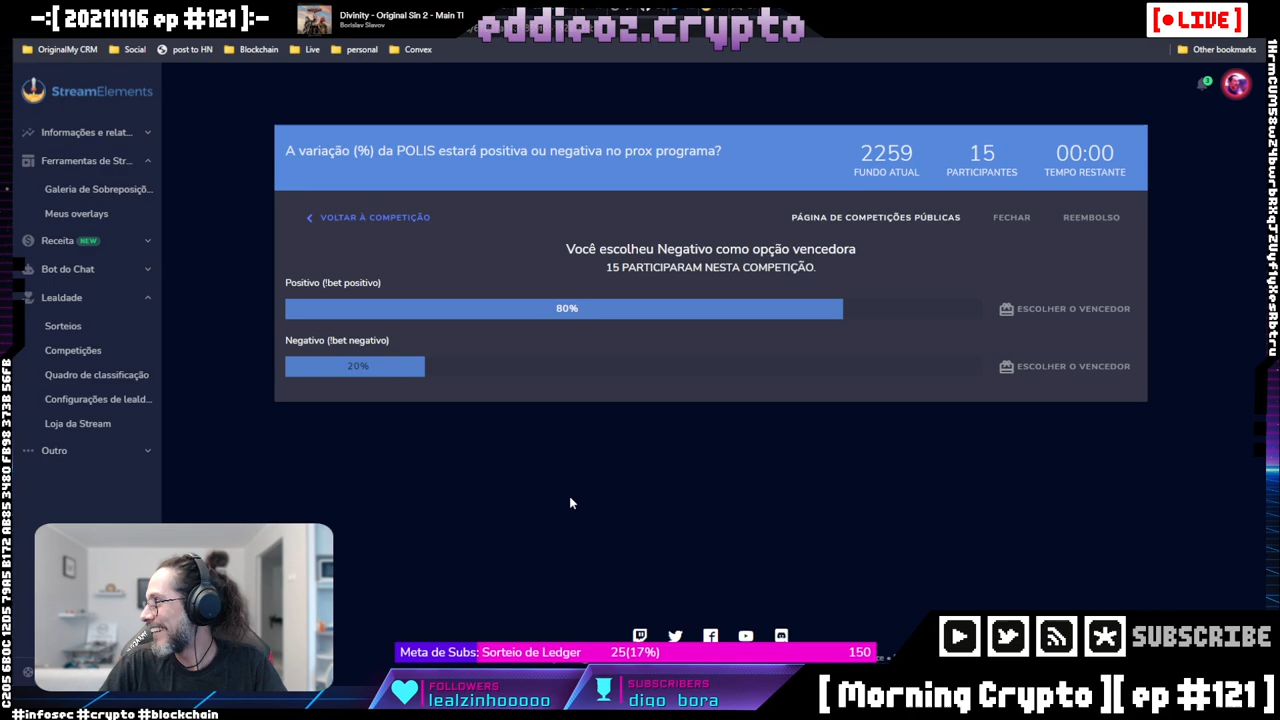 -:[ 20211116 ep #121]:-
Divinity - Original Sin 2 - Main Ti
Borislav Slavov
eddieoz.crypto
[● LIVE]
OriginalMy CRM
Social
post to HN
Blockchain
Live
personal
Convex
Other bookmarks
StreamElements
3
Informações e relat...
Ferramentas de Str...
Galeria de Sobreposiçõ...
Meus overlays
Receita NEW
Bot do Chat
Lealdade
Sorteios
Competições
Quadro de classificação
Configurações de leald...
Loja da Stream
Outro
A variação (%) da POLIS estará positiva ou negativa no prox programa?
2259
FUNDO ATUAL
15
PARTICIPANTES
00:00
TEMPO RESTANTE
VOLTAR À COMPETIÇÃO
PÁGINA DE COMPETIÇÕES PÚBLICAS
FECHAR
REEMBOLSO
Você escolheu Negativo como opção vencedora
15 PARTICIPARAM NESTA COMPETIÇÃO.
Positivo (!bet positivo)
80%
ESCOLHER O VENCEDOR
Negativo (!bet negativo)
20%
ESCOLHER O VENCEDOR
Meta de Subs: Sorteio de Ledger
25(17%)
150
FOLLOWERS
lealzinhooooo
SUBSCRIBERS
digo_bora
SUBSCRIBE
[ Morning Crypto ][ ep #121 ]
#infosec #crypto #blockchain